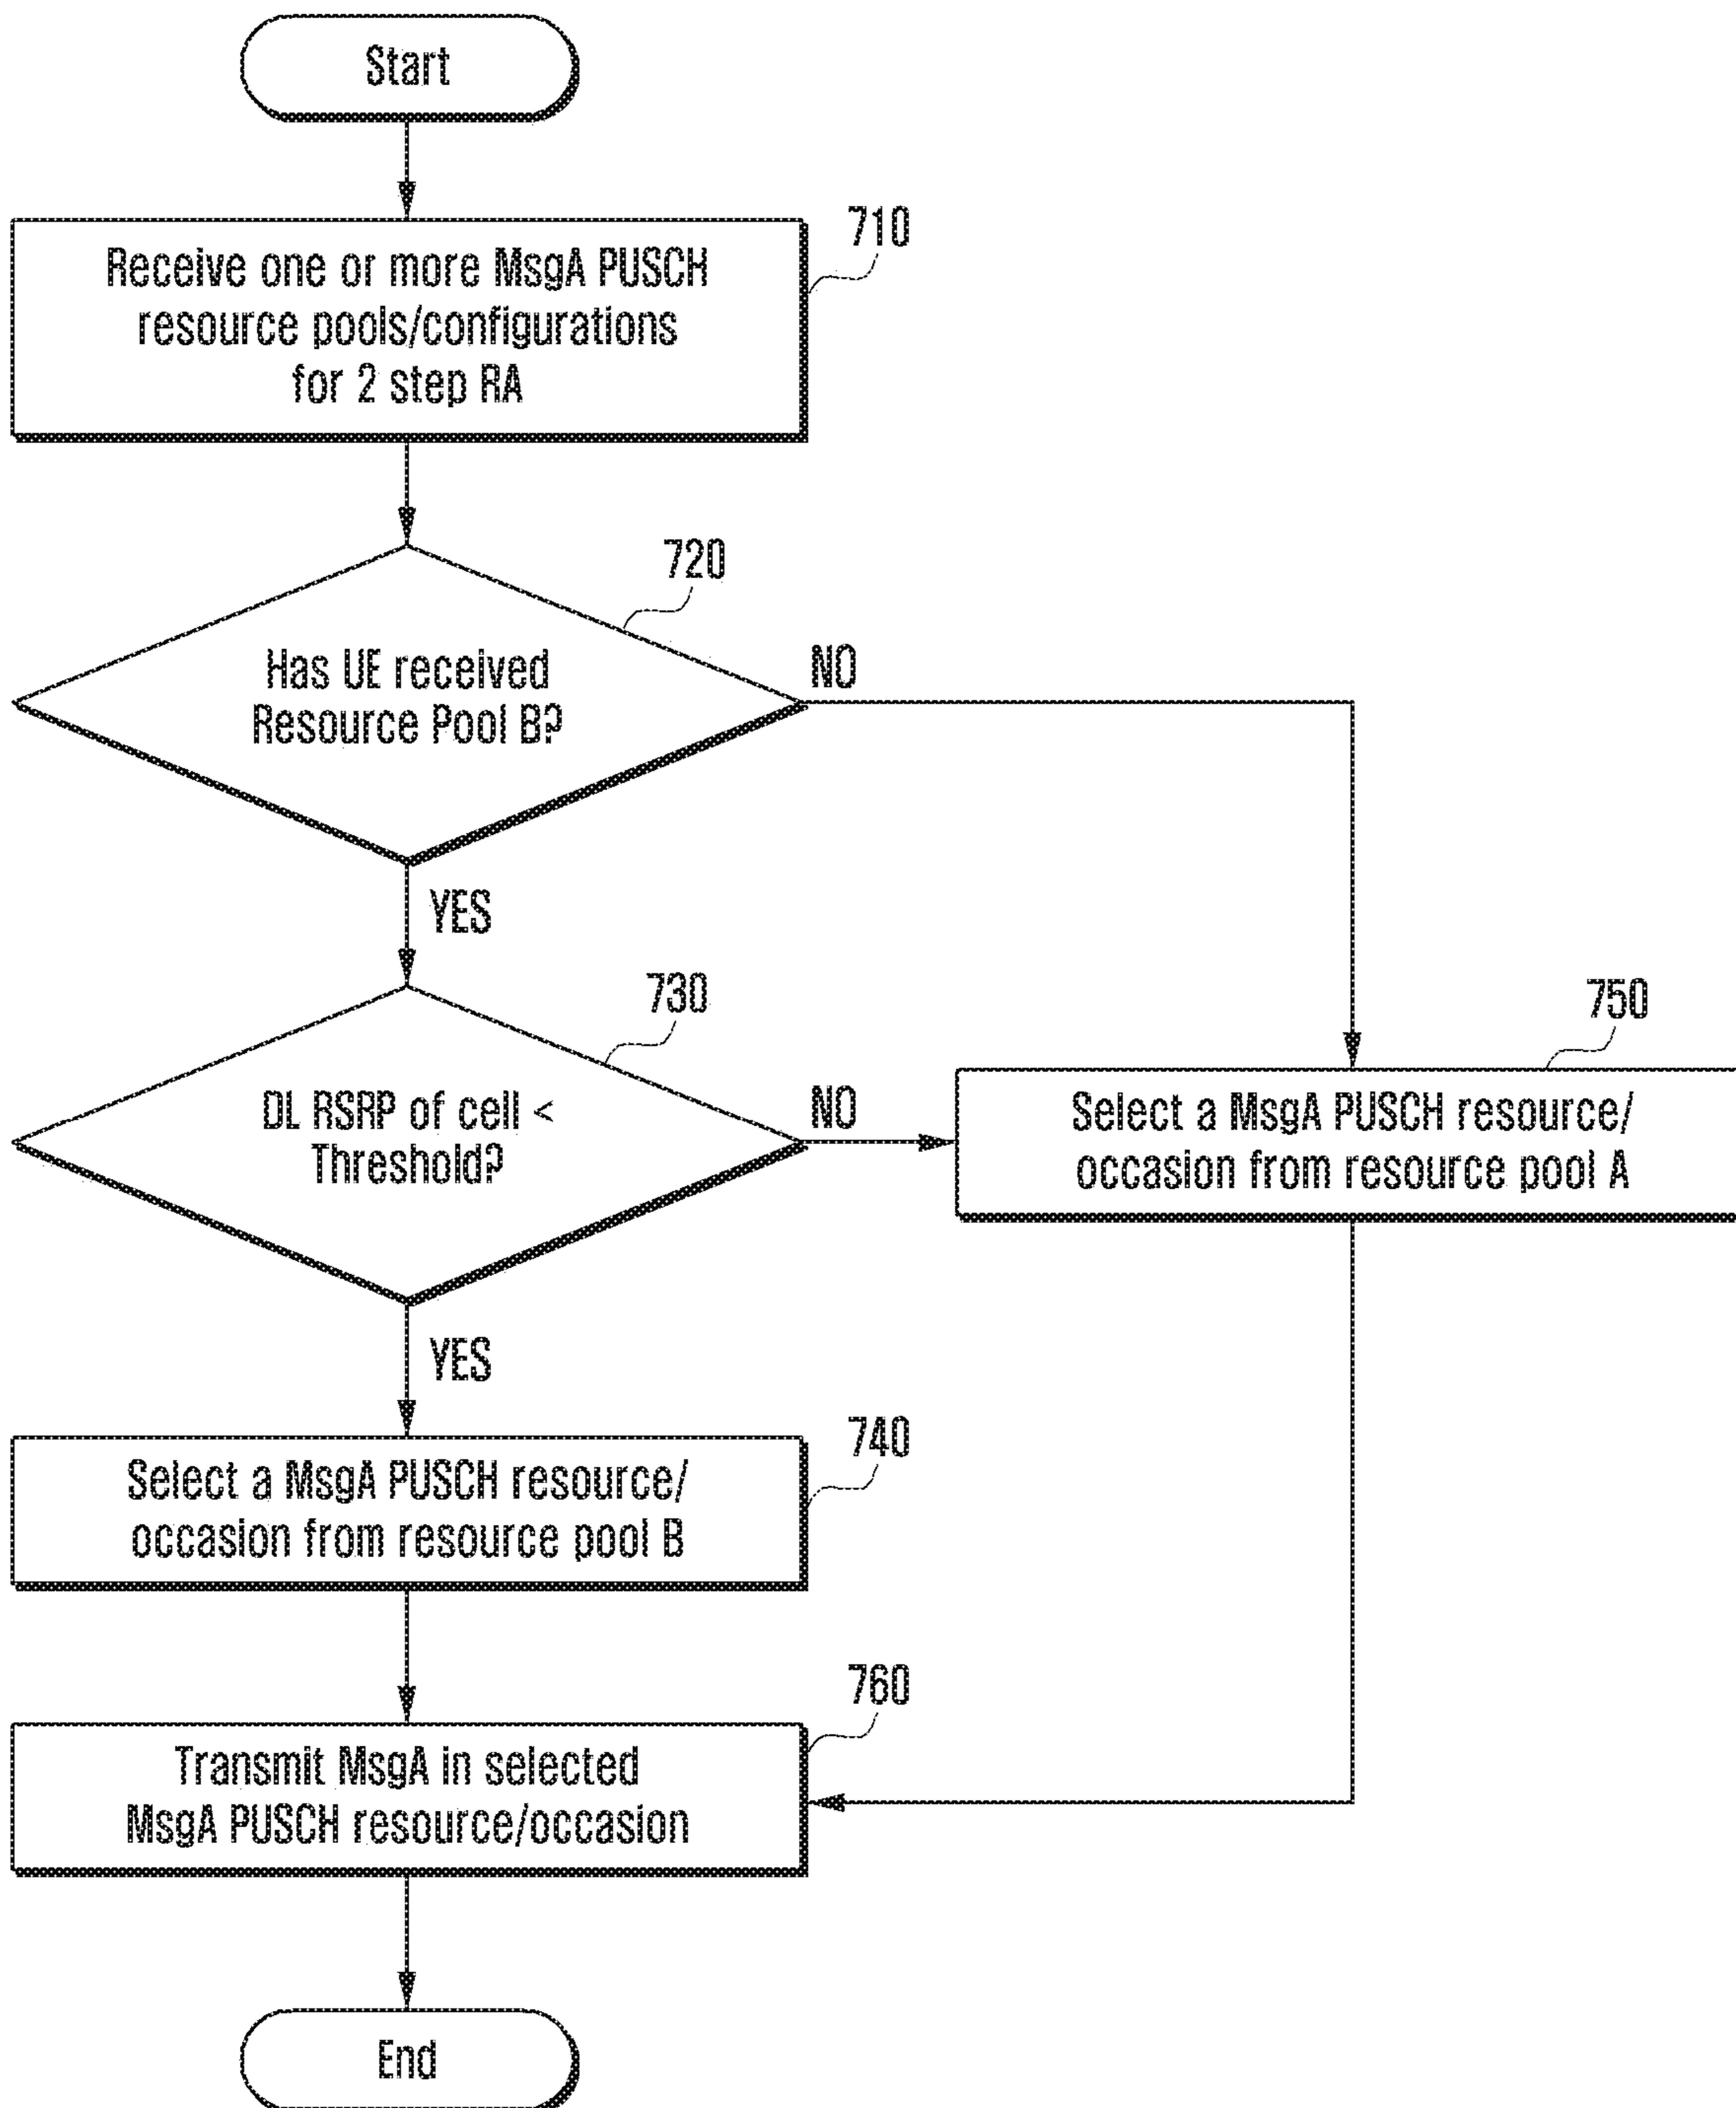 Start
710
Receive one or more MsgA PUSCH
resource pools/configurations
for 2 step RA
720
Has UE received
Resource Pool B?
NO
YES
730
DL RSRP of cell <
Threshold?
NO
YES
750
Select a MsgA PUSCH resource/
occasion from resource pool A
740
Select a MsgA PUSCH resource/
occasion from resource pool B
760
Transmit MsgA in selected
MsgA PUSCH resource/occasion
End